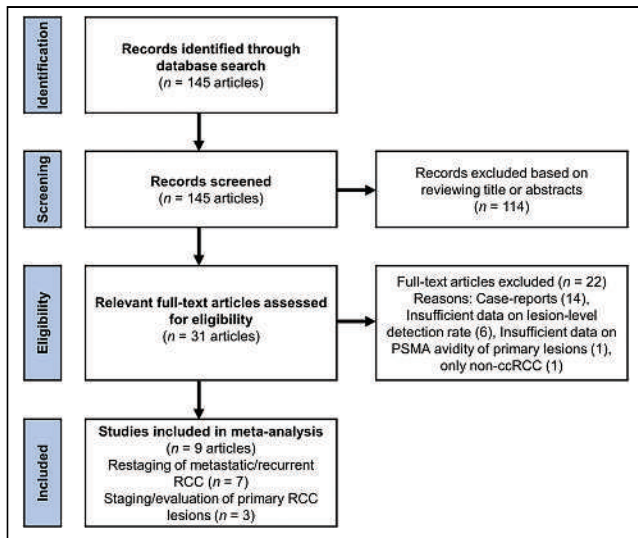 Identification
Records identified through
database search
(n = 145 articles)
Screening
Records screened
(n = 145 articles)
Records excluded based on
reviewing title or abstracts
(n = 114)
Eligibility
Relevant full-text articles assessed
for eligibility
(n = 31 articles)
Full-text articles excluded (n = 22)
Reasons: Case-reports (14),
Insufficient data on lesion-level
detection rate (6), Insufficient data on
PSMA avidity of primary lesions (1),
only non-ccRCC (1)
Included
Studies included in meta-analysis
(n = 9 articles)
Restaging of metastatic/recurrent
RCC (n = 7)
Staging/evaluation of primary RCC
lesions (n = 3)